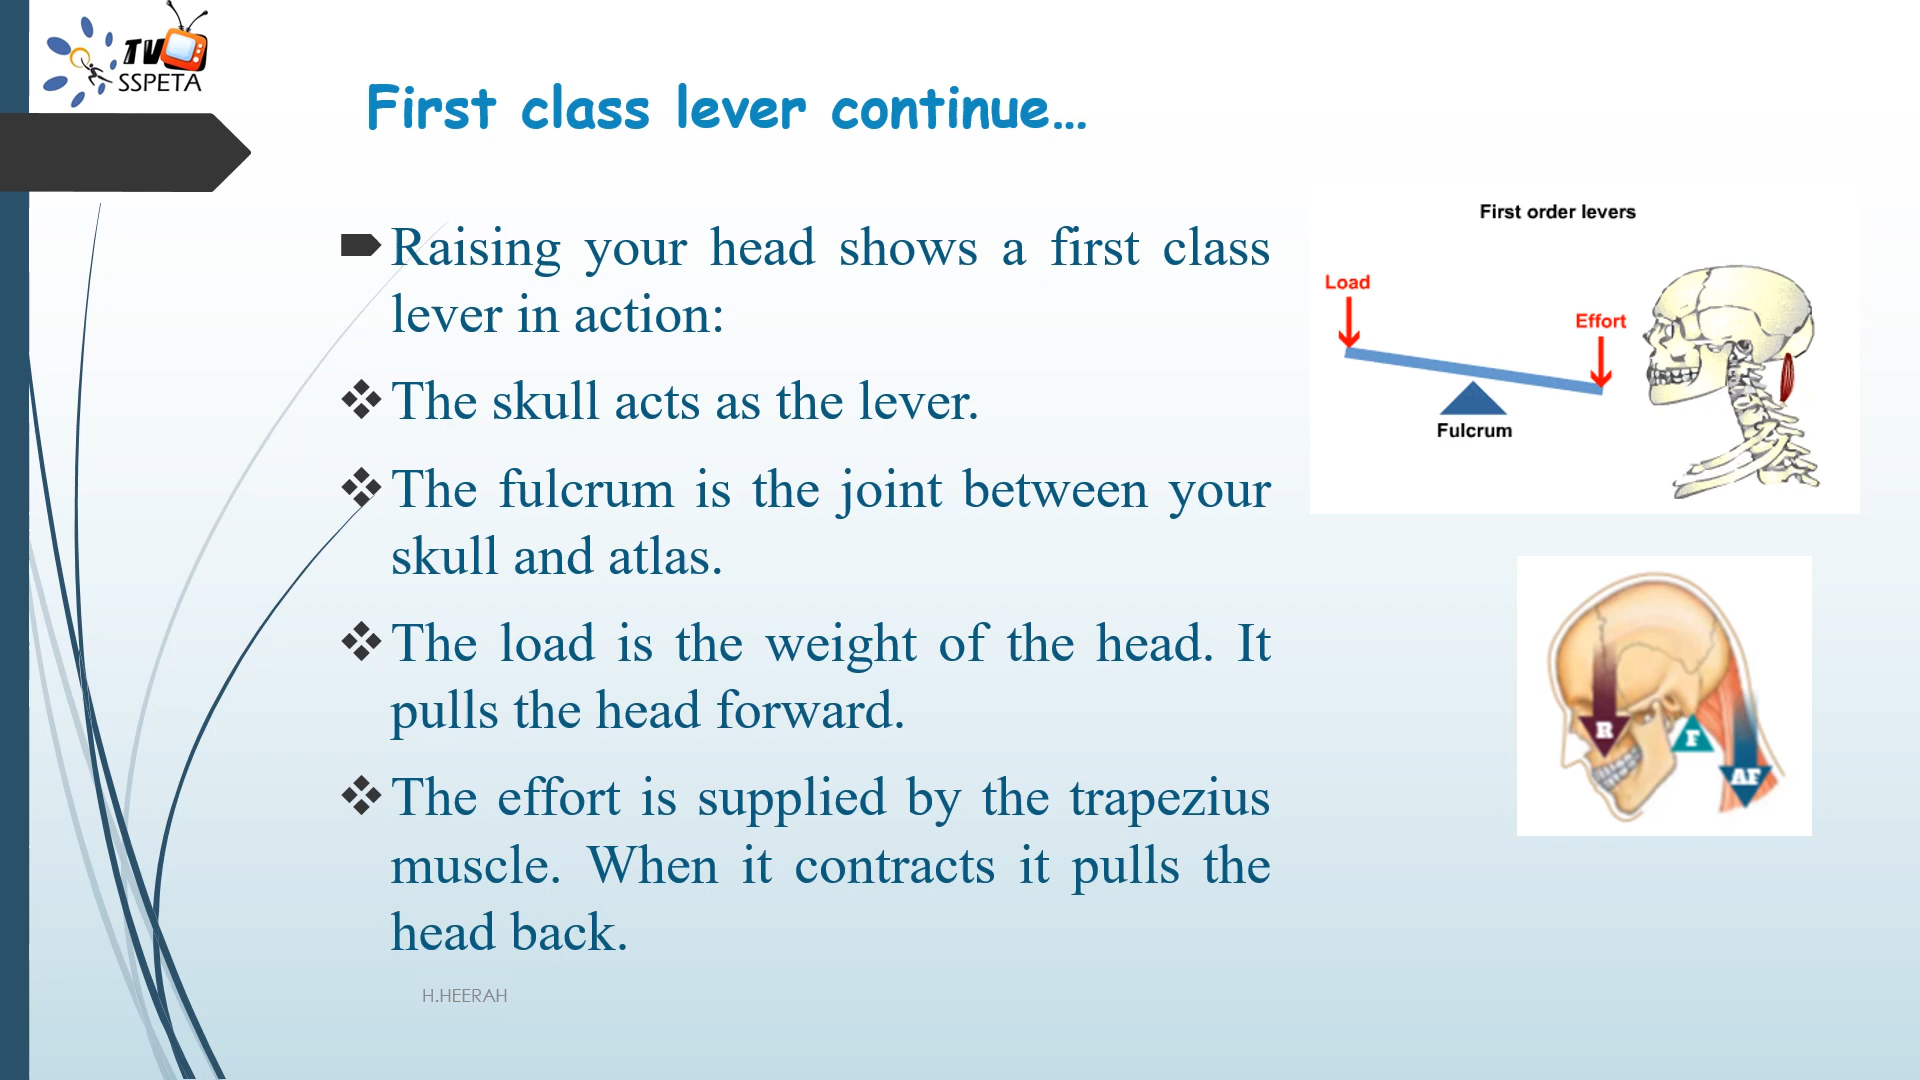 TV
SSPETA
First class lever continue...
Raising your head shows a first class
lever in action:
The skull acts as the lever.
The fulcrum is the joint between your
skull and atlas.
The load is the weight of the head. It
pulls the head forward.
The effort is supplied by the trapezius
muscle. When it contracts it pulls the
head back.
H.HEERAH
First order levers
Load
Effort
Fulcrum
R
F
AF